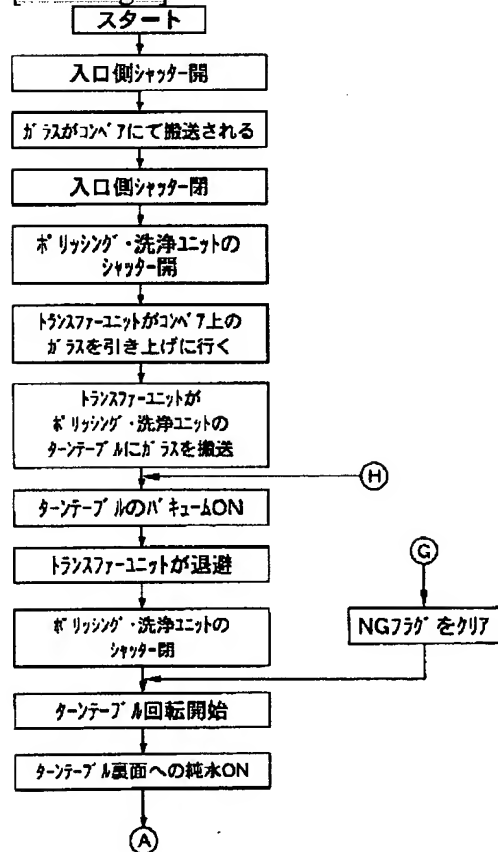 スタート
入口側シャッター開
ガラスがコンベアにて搬送される
入口側シャッター閉
ポリッシング・洗浄ユニットの
シャッター開
トランスファーユニットがコンベア上の
ガラスを引き上げに行く
トランスファーユニットが
ポリッシング・洗浄ユニットの
ターンテーブルにガラスを搬送
H
ターンテーブルのバキュームON
トランスファーユニットが退避
G
ポリッシング・洗浄ユニットの
シャッター閉
NGフラグをクリア
ターンテーブル回転開始
ターンテーブル裏面への純水ON
A